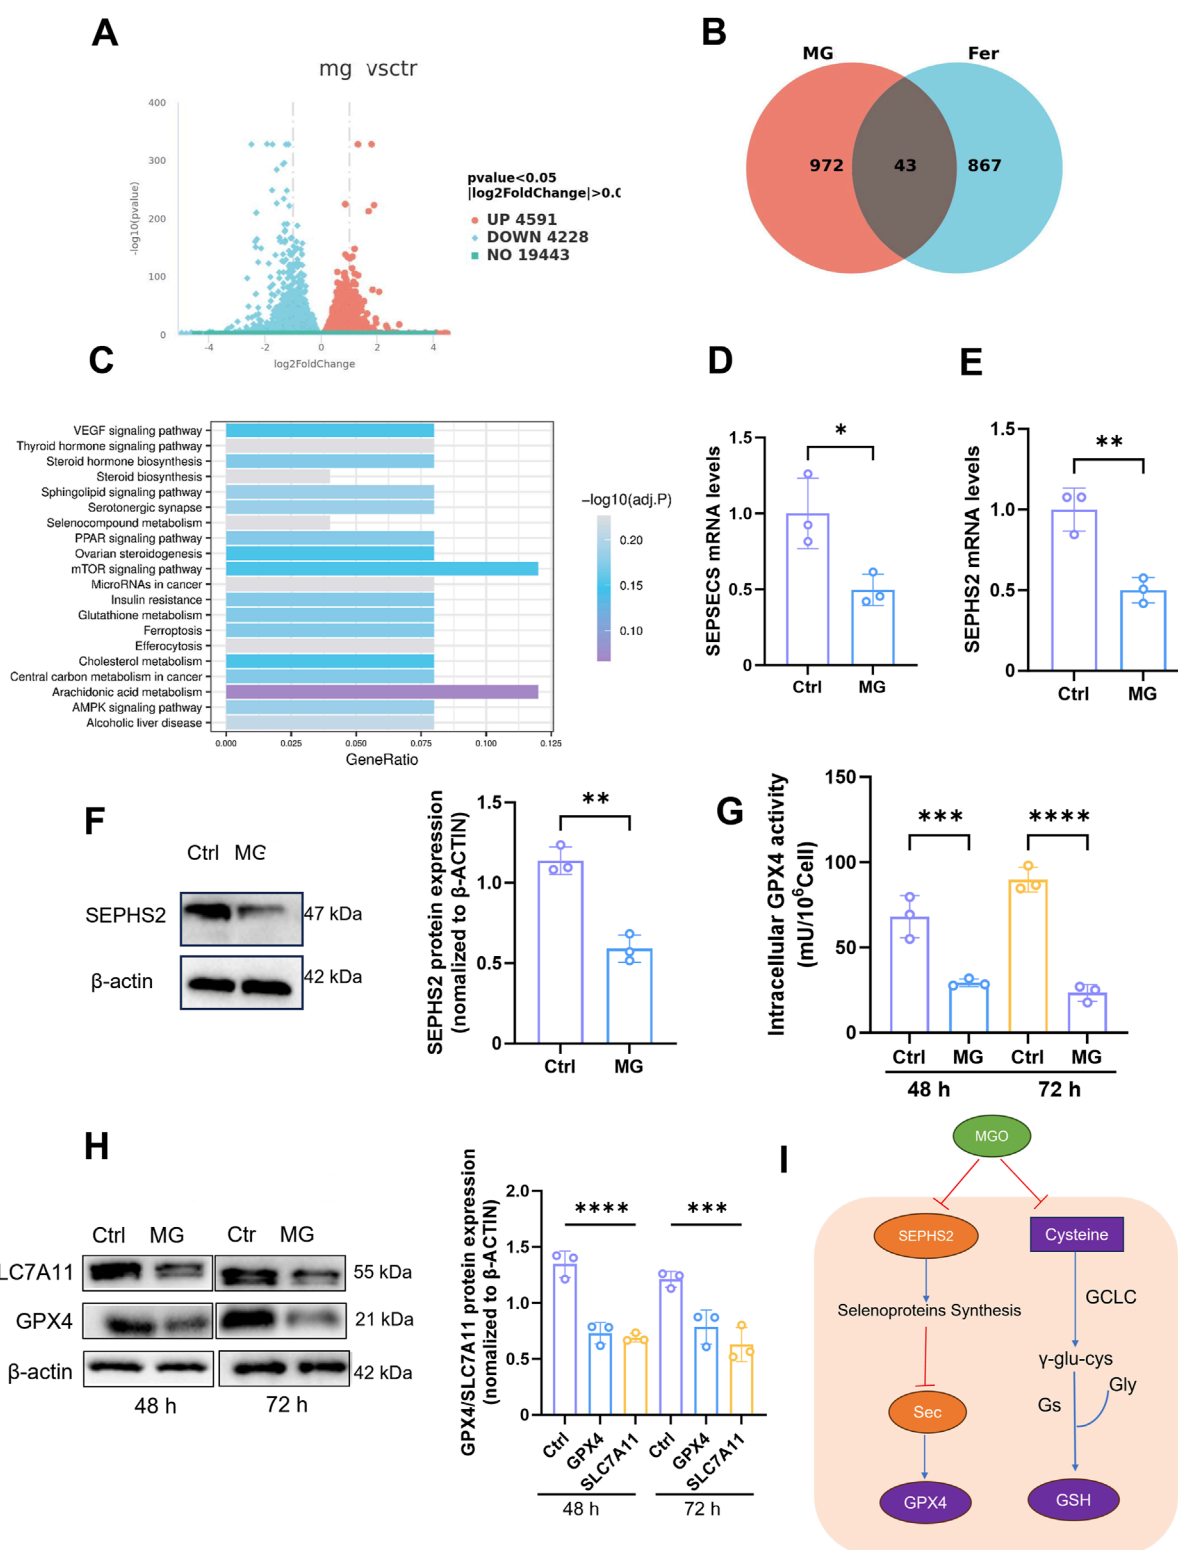 A
mg vsctr
400
300
200
100
0
-log10(pvalue)
-4
-2
0
2
4
log2FoldChange
pvalue<0.05
|log2FoldChange|>0.0
UP 4591
DOWN 4228
NO 19443
B
MG
Fer
972
43
867
C
VEGF signaling pathway
Thyroid hormone signaling pathway
Steroid hormone biosynthesis
Steroid biosynthesis
Sphingolipid signaling pathway
Serotonergic synapse
Selenocompound metabolism
PPAR signaling pathway
Ovarian steroidogenesis
mTOR signaling pathway
MicroRNAs in cancer
Insulin resistance
Glutathione metabolism
Ferroptosis
Efferocytosis
Cholesterol metabolism
Central carbon metabolism in cancer
Arachidonic acid metabolism
AMPK signaling pathway
Alcoholic liver disease
0.000
0.025
0.050
0.075
0.100
0.125
GeneRatio
−log10(adj.P)
0.20
0.15
0.10
D
SEPSECS mRNA levels
1.5
1.0
0.5
0
*
Ctrl
MG
E
SEPHS2 mRNA levels
1.5
1.0
0.5
0
**
Ctrl
MG
F
Ctrl
MG
SEPHS2
47 kDa
β-actin
42 kDa
SEPHS2 protein expression
(nomalized to β-ACTIN)
1.5
1.0
0.5
0
**
Ctrl
MG
G
Intracellular GPX4 activity
(mU/10⁶Cell)
150
100
50
0
***
****
Ctrl
MG
Ctrl
MG
48 h
72 h
H
Ctrl
MG
Ctr
MG
LC7A11
55 kDa
GPX4
21 kDa
β-actin
42 kDa
48 h
72 h
GPX4/SLC7A11 protein expression
(nomalized to β-ACTIN)
2.0
1.5
1.0
0.5
0
****
***
Ctrl
GPX4
SLC7A11
Ctrl
GPX4
SLC7A11
48 h
72 h
I
MGO
SEPHS2
Cysteine
GCLC
Selenoproteins Synthesis
γ-glu-cys
Gly
Gs
Sec
GPX4
GSH